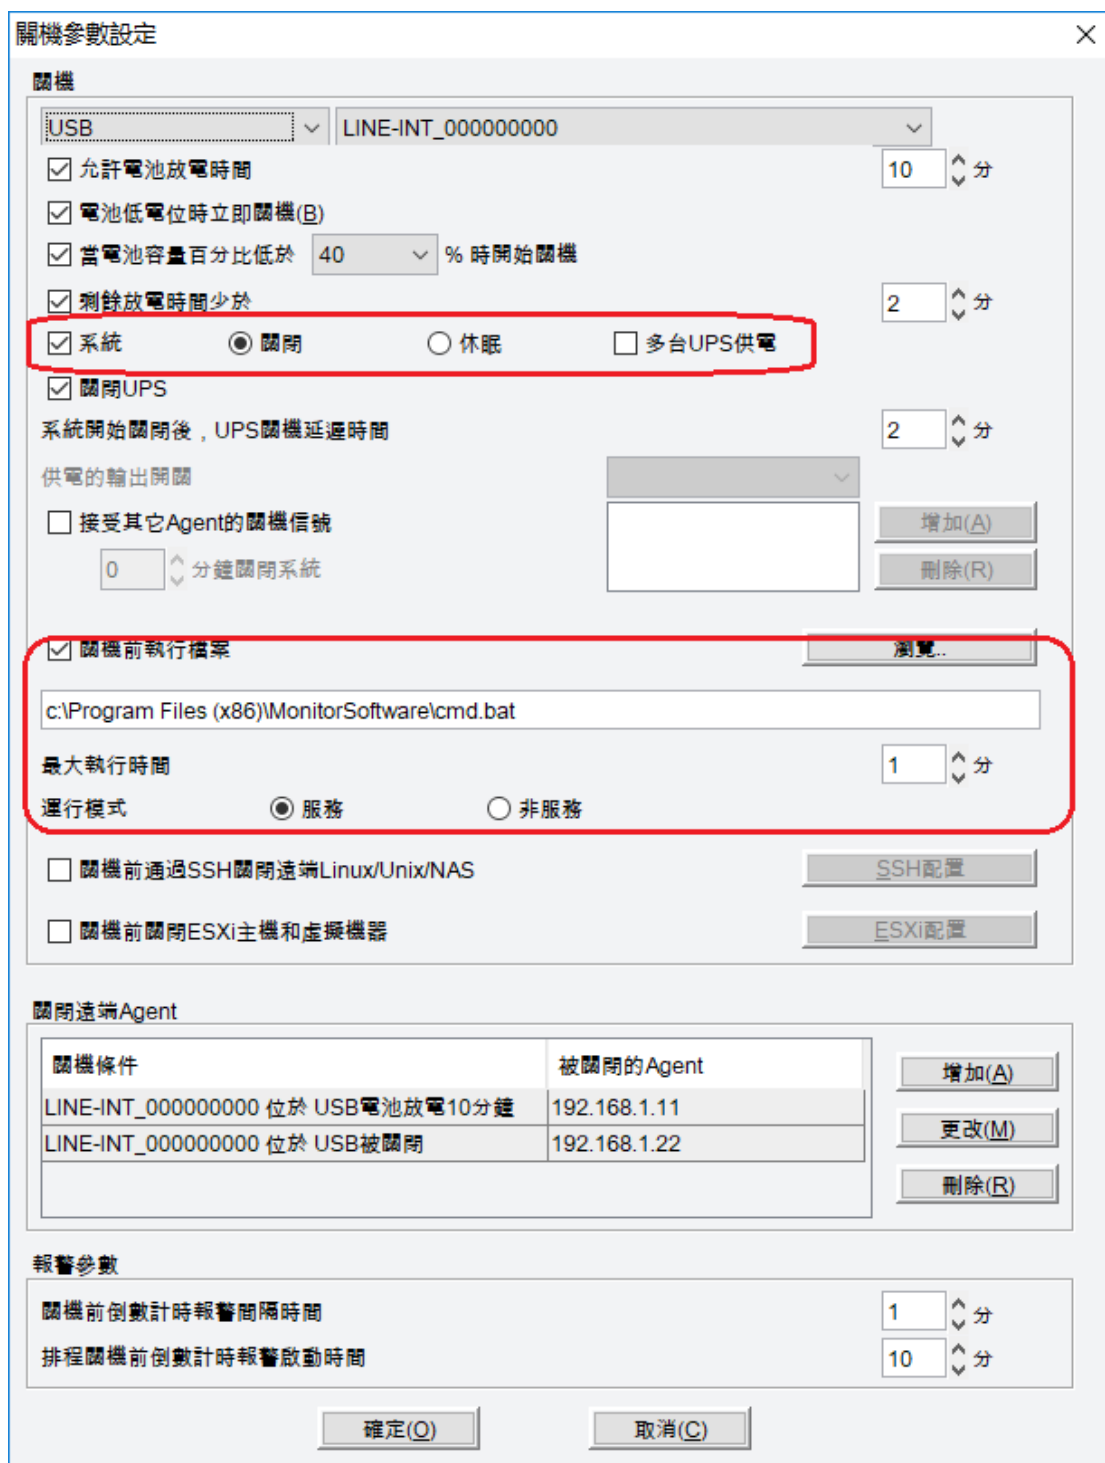 開機參數設定
關機
USB LINE-INT_000000000
允許電池放電時間 10 分
電池低電位時立即關機(B)
當電池容量百分比低於 40 % 時開始關機
剩餘放電時間少於 2 分
系統 關閉 休眠 多台UPS供電
關閉UPS
系統開始關閉後，UPS關機延遲時間 2 分
供電的輸出開關
接受其它Agent的關機信號 增加(A)
0 分鐘關閉系統 刪除(R)
關機前執行檔案 瀏覽..
c:\Program Files (x86)\MonitorSoftware\cmd.bat
最大執行時間 1 分
運行模式 服務 非服務
關機前通過SSH關閉遠端Linux/Unix/NAS SSH配置
關機前關閉ESXi主機和虛擬機器 ESXi配置
關閉遠端Agent
關機條件 被關閉的Agent 增加(A)
LINE-INT_000000000 位於 USB電池放電10分鐘 192.168.1.11
LINE-INT_000000000 位於 USB被關閉 192.168.1.22
更改(M)
刪除(R)
報警參數
關機前倒數計時報警間隔時間 1 分
排程關機前倒數計時報警啟動時間 10 分
確定(O) 取消(C)